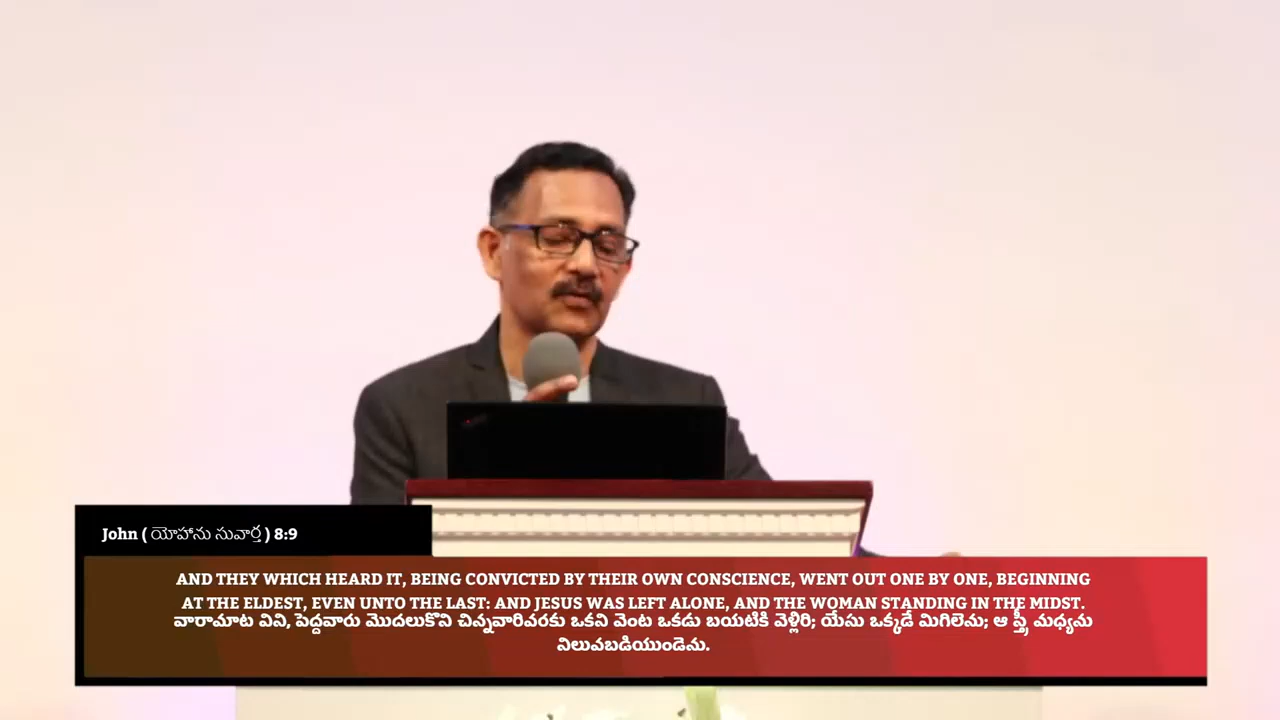 John ( యోహాను సువార్త ) 8:9
AND THEY WHICH HEARD IT, BEING CONVICTED BY THEIR OWN CONSCIENCE, WENT OUT ONE BY ONE, BEGINNING
AT THE ELDEST, EVEN UNTO THE LAST: AND JESUS WAS LEFT ALONE, AND THE WOMAN STANDING IN THE MIDST.
వారామాట విని, పెద్దవారు మొదలుకొని చిన్నవారివరకు ఒకని వెంట ఒకడు బయటికి వెళ్లిరి; యేసు ఒక్కడే మిగిలెను; ఆ స్త్రీ మధ్యను
నిలువబడియుండెను.